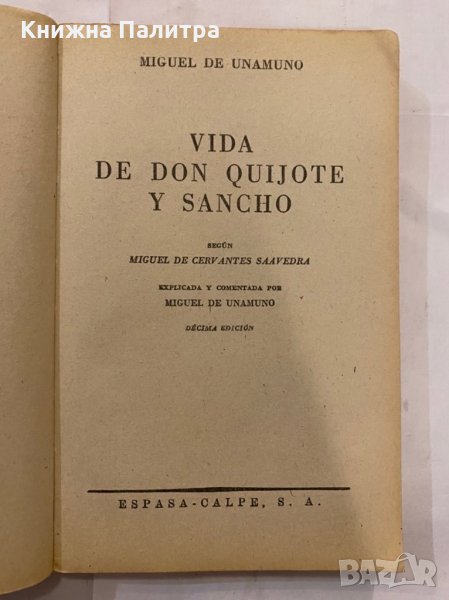 Книжна Палитра
MIGUEL DE UNAMUNO
VIDA
DE DON QUIJOTE
Y SANCHO
SEGÚN
MIGUEL DE CERVANTES SAAVEDRA
EXPLICADA Y COMENTADA POR
MIGUEL DE UNAMUNO
DÉCIMA EDICIÓN
ESPASA-CALPE, S. A.
BAZAR